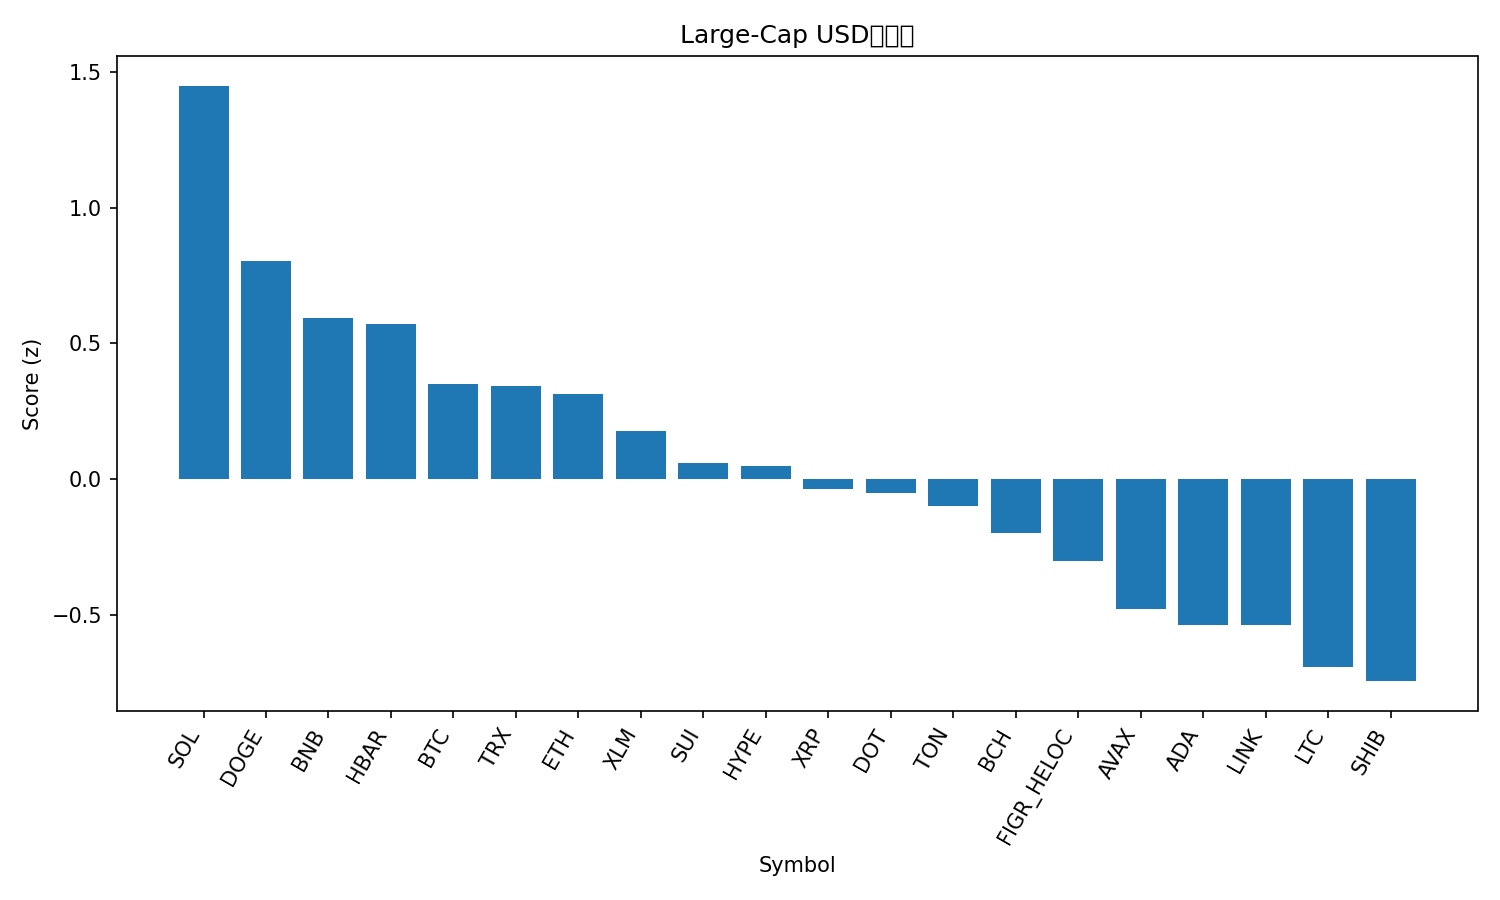 Large-Cap USD
1.5
1.0
0.5
0.0
−0.5
Score (z)
SOL
DOGE
BNB
HBAR
BTC
TRX
ETH
XLM
SUI
HYPE
XRP
DOT
TON
BCH
FIGR_HELOC
AVAX
ADA
LINK
LTC
SHIB
Symbol